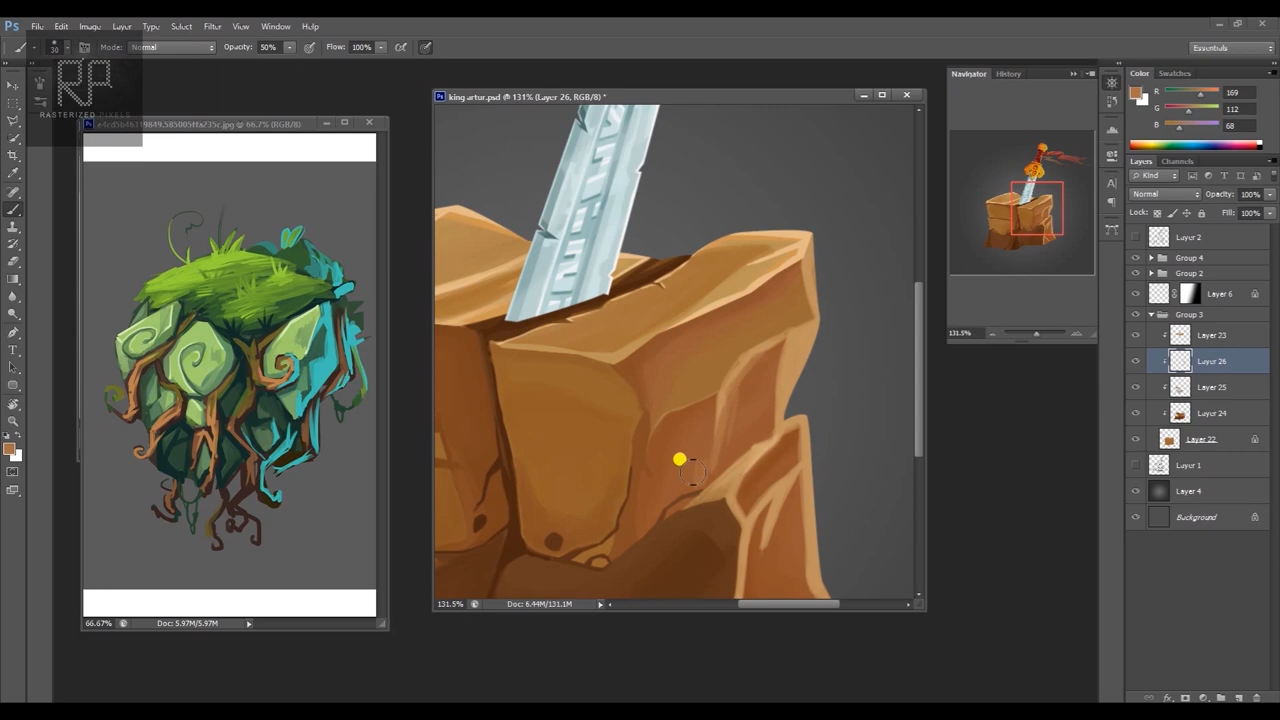 Ps File Edit Image Layer Type Select Filter View Window Help
30 Mode: Normal Opacity: 50% Flow: 100% Essentials
RP
RASTERIZED PIXELS
king artur.psd @ 131% (Layer 26, RGB/8) *
Navigator History
Color Swatches
R 169
G 112
B 68
Layers Channels
Kind
Normal Opacity: 100%
Lock: Fill: 100%
Layer 2
Group 4
Group 2
Layer 6
Group 3
Layer 23
Layer 26
Layer 25
Layer 24
Layer 22
Layer 1
Layer 4
Background
131.5%
131.5% Doc: 6.44M/131.1M
66.67% Doc: 5.97M/5.97M